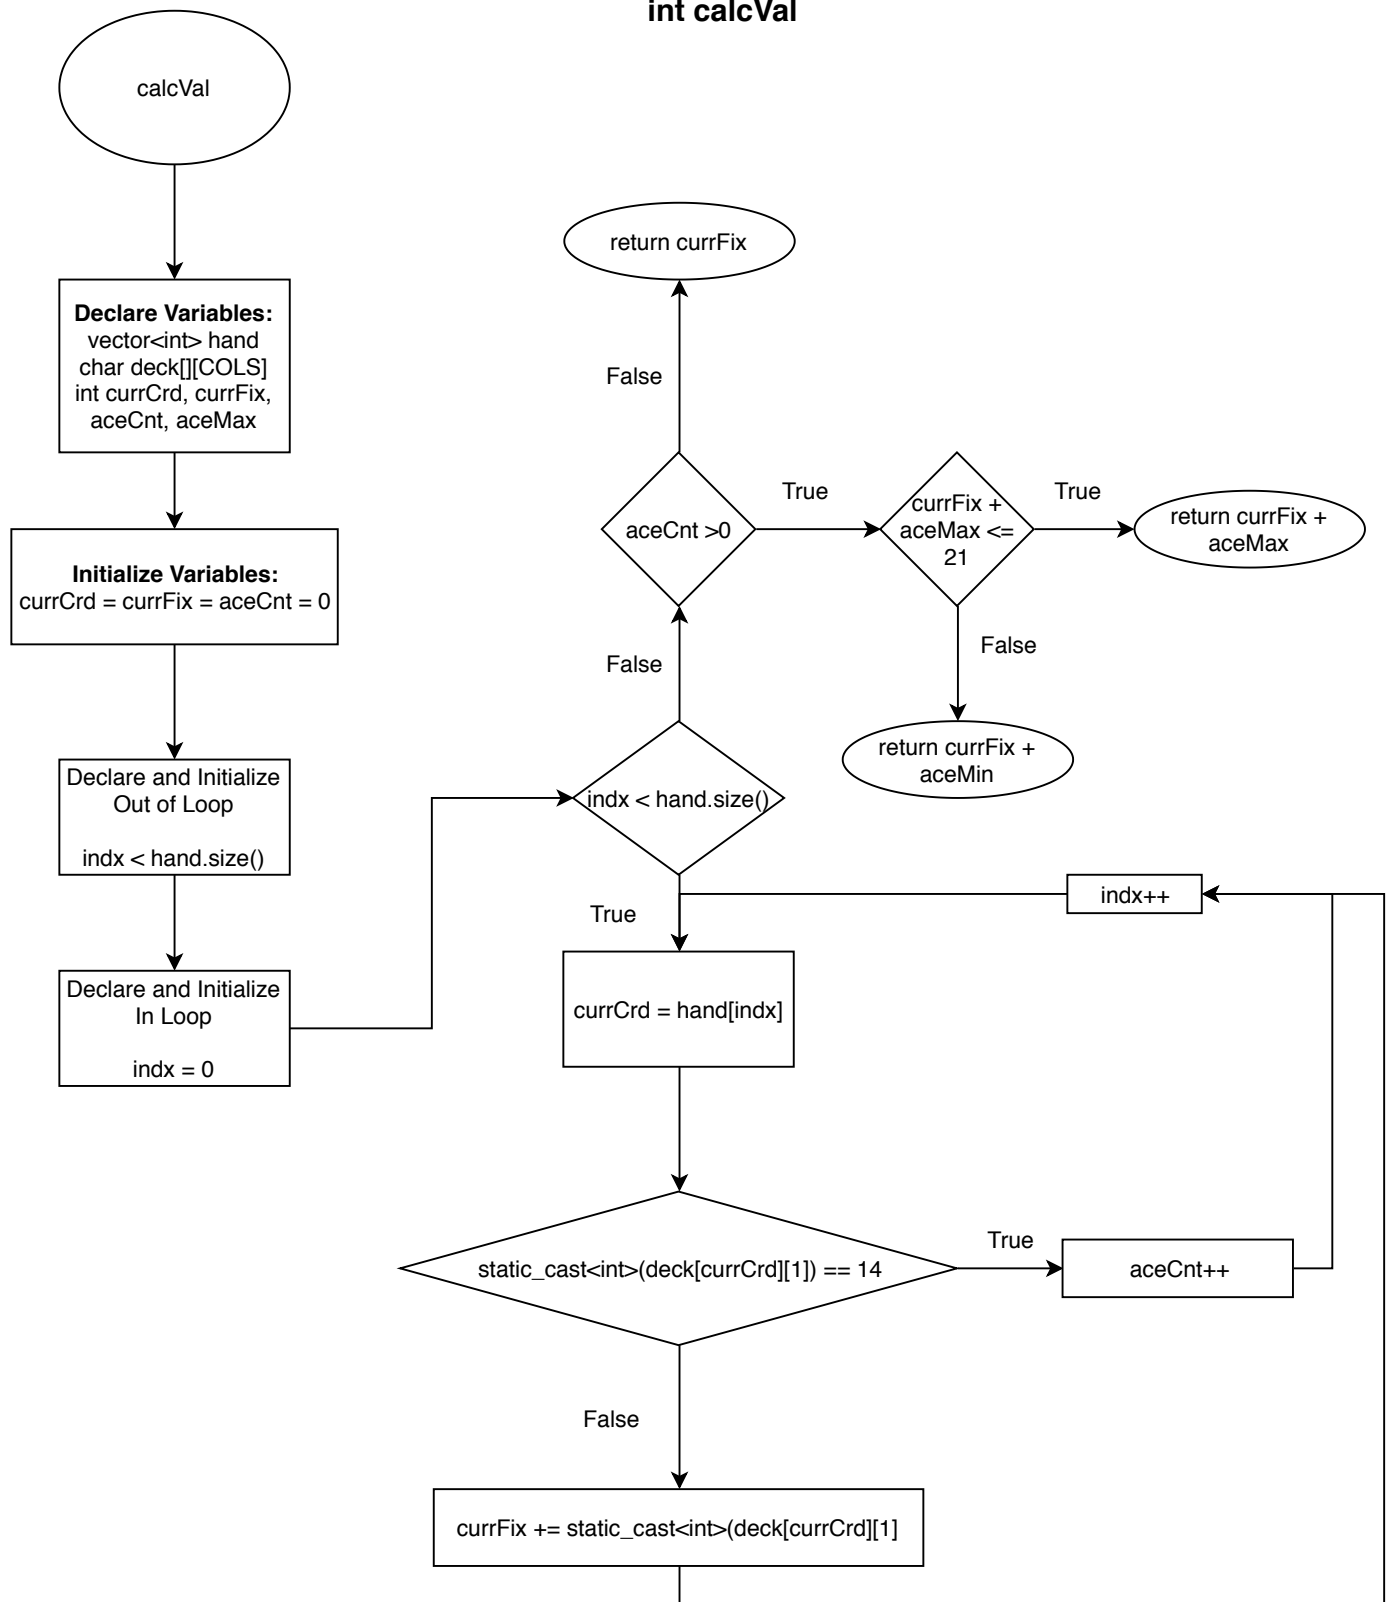 int calcVal
calcVal
Declare Variables:
vector<int> hand
char deck[][COLS]
int currCrd, currFix,
aceCnt, aceMax
Initialize Variables:
currCrd = currFix = aceCnt = 0
Declare and Initialize
Out of Loop
indx < hand.size()
Declare and Initialize
In Loop
indx = 0
return currFix
False
aceCnt >0
True
currFix +
aceMax <=
21
True
return currFix +
aceMax
False
return currFix +
aceMin
False
indx < hand.size()
True
indx++
currCrd = hand[indx]
static_cast<int>(deck[currCrd][1]) == 14
True
aceCnt++
False
currFix += static_cast<int>(deck[currCrd][1]